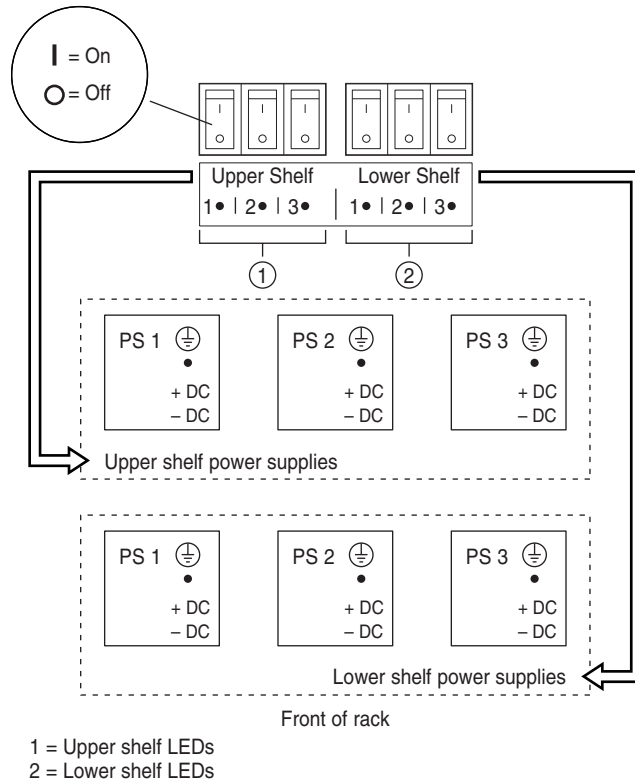 I = On
O = Off
Upper Shelf Lower Shelf
1 | 2 | 3 | 1 | 2 | 3
1 2
PS 1 PS 2 PS 3
+ DC + DC + DC
– DC – DC – DC
Upper shelf power supplies
PS 1 PS 2 PS 3
+ DC + DC + DC
– DC – DC – DC
Lower shelf power supplies
Front of rack
1 = Upper shelf LEDs
2 = Lower shelf LEDs